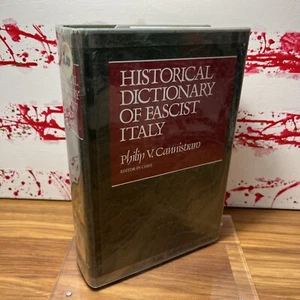 HISTORICAL
DICTIONARY
OF FASCIST
ITALY
Philip V. Cannistraro
EDITOR-IN-CHIEF